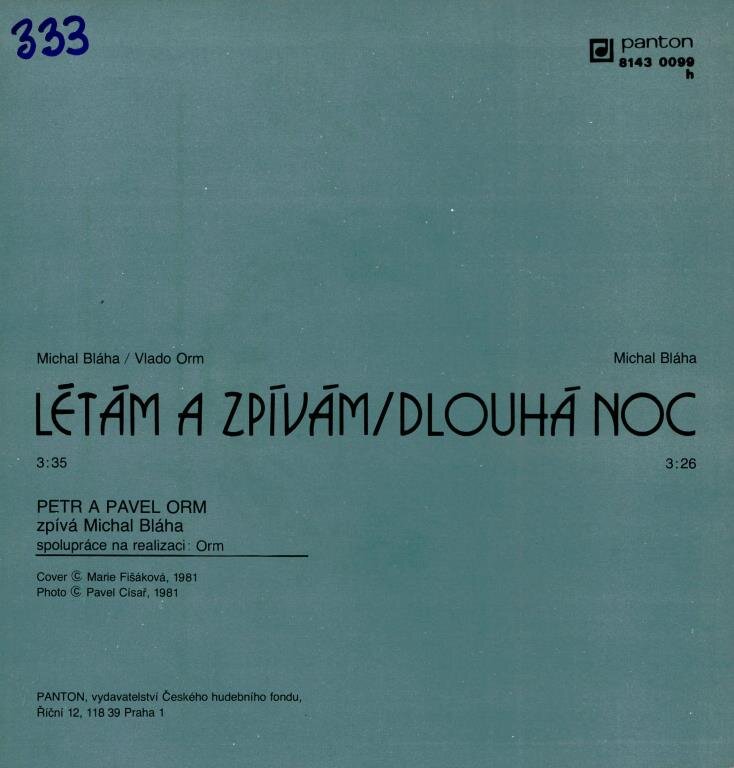 333
panton
8143 0099
h
Michal Bláha / Vlado Orm
Michal Bláha
LÉTÁM A ZPÍVÁM/DLOUHÁ NOC
3:35
3:26
PETR A PAVEL ORM
zpívá Michal Bláha
spolupráce na realizaci: Orm
Cover © Marie Fišáková, 1981
Photo © Pavel Císař, 1981
PANTON, vydavatelství Českého hudebního fondu,
Říční 12, 118 39 Praha 1